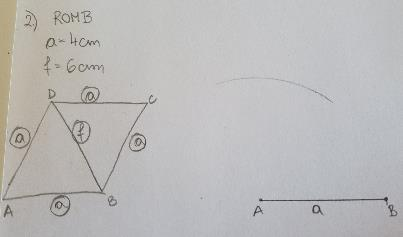 2) ROMB
a=4cm
f=6cm
D a C
a f a
A a B
A a B